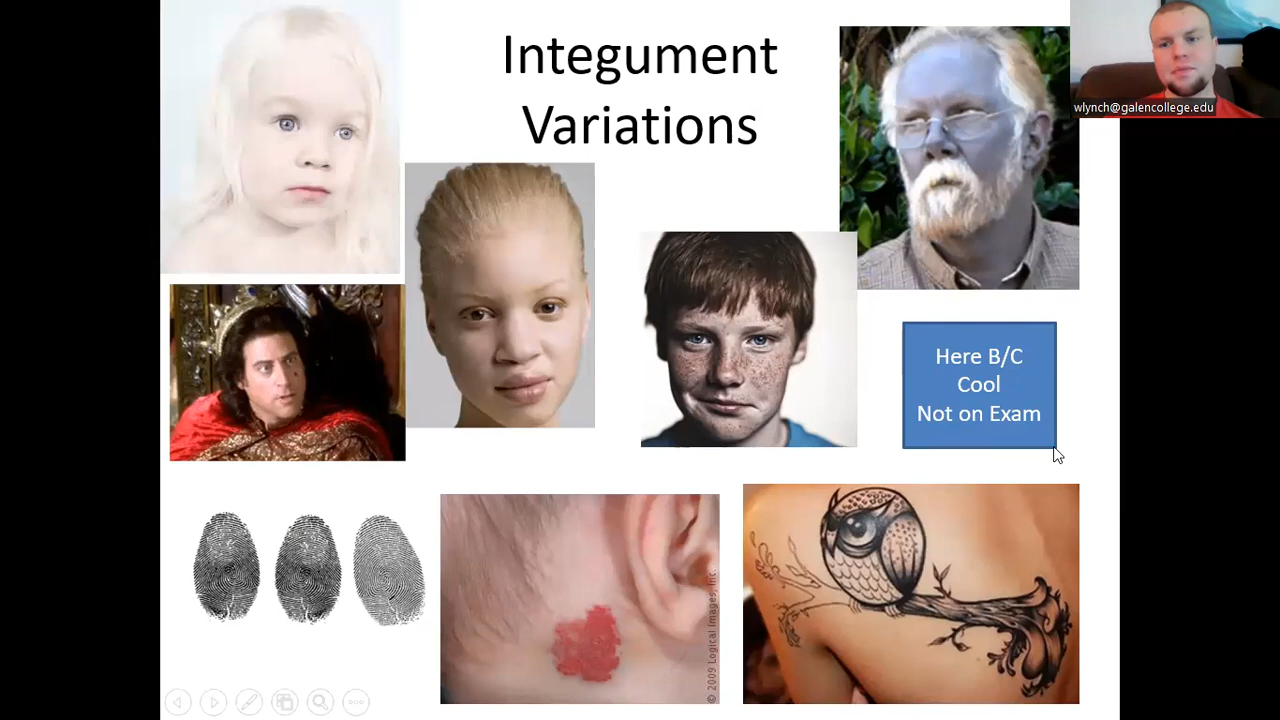 Integument
Variations
wlynch@galencollege.edu
Here B/C
Cool
Not on Exam
© 2009 Logical Images, Inc.